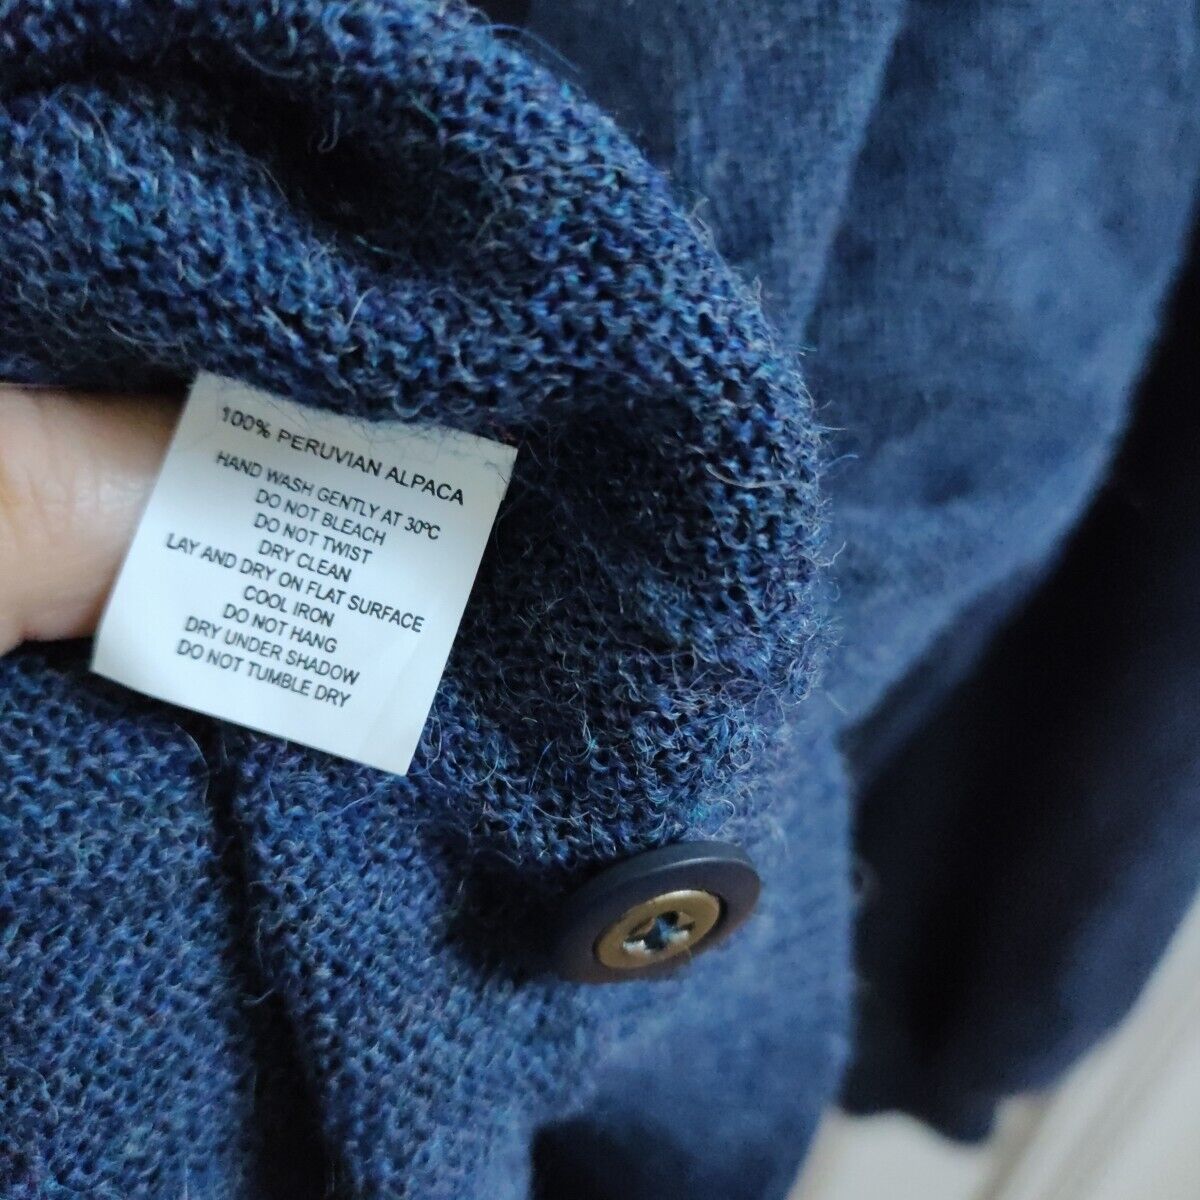 100% PERUVIAN ALPACA
HAND WASH GENTLY AT 30ºC
DO NOT BLEACH
DO NOT TWIST
DRY CLEAN
LAY AND DRY ON FLAT SURFACE
COOL IRON
DO NOT HANG
DRY UNDER SHADOW
DO NOT TUMBLE DRY